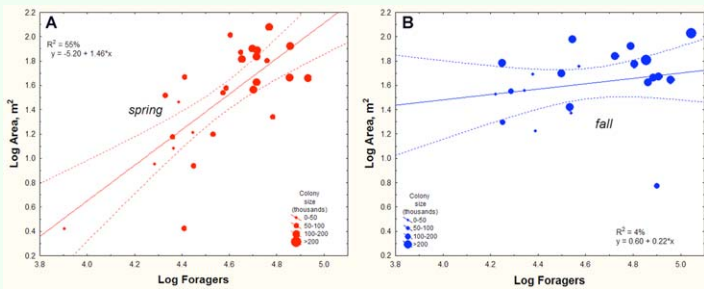 A
R² = 55%
y = -5.20 + 1.46*x
spring
Colony
size
(thousands)
0-50
50-100
100-200
>200
Log Area, m²
2.2
2.0
1.8
1.6
1.4
1.2
1.0
0.8
0.6
0.4
0.2
3.8
4.0
4.2
4.4
4.6
4.8
5.0
Log Foragers
B
fall
Colony
size
(thousands)
0-50
50-100
100-200
>200
R² = 4%
y = 0.60 + 0.22*x
Log Area, m²
2.2
2.0
1.8
1.6
1.4
1.2
1.0
0.8
0.6
0.4
0.2
3.8
4.0
4.2
4.4
4.6
4.8
5.0
Log Foragers